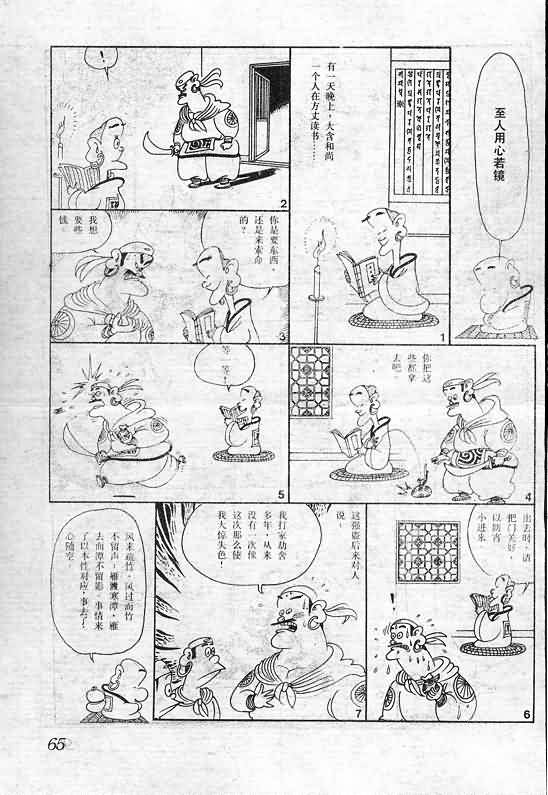 至人用心若镜
有一天晚上，大含和尚
一个人在方丈读书……
1
！
2
你是要东西，
还是来索命
的？
我想
要些
钱。
3
你把这
些都拿
去吧。
4
等一等！
5
出去时，请
把门关好，
以防宵
小进来
6
这强盗后来对人
说：
我打家劫舍
多年，从来
没有一次像
这次那么使
我大惊失色！
7
风来疏竹，风过而竹
不留声；雁渡寒潭，雁
去而潭不留影。事情来
了以本性对应，事去了，
心随空。
65